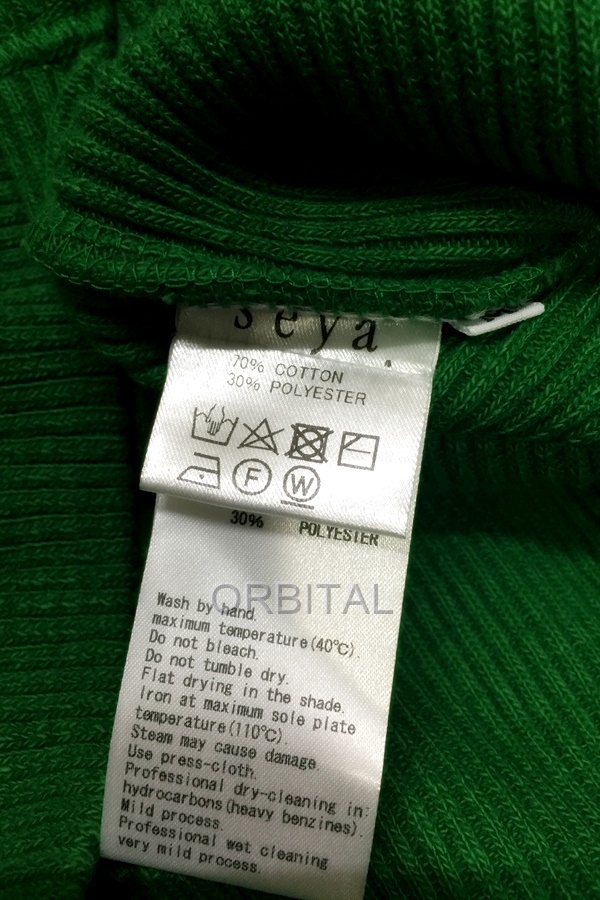 seya.
70% COTTON
30% POLYESTER
F W
30% POLYESTER
ORBITAL
Wash by hand.
maximum temperature(40℃).
Do not bleach.
Do not tumble dry.
Flat drying in the shade.
Iron at maximum sole plate
temperature(110℃).
Steam may cause damage.
Use press-cloth.
Professional dry-cleaning in:
hydrocarbons(heavy benzines).
Mild process.
Professional wet cleaning
very mild process.